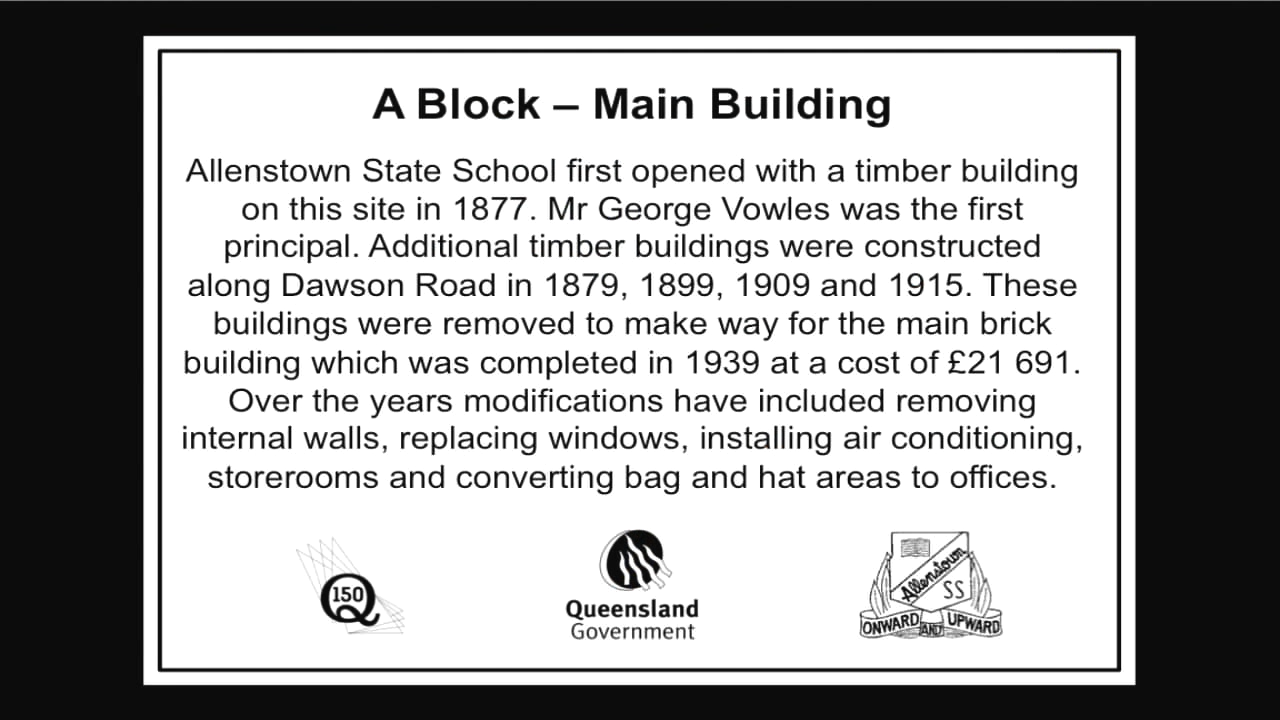 A Block – Main Building
Allenstown State School first opened with a timber building
on this site in 1877. Mr George Vowles was the first
principal. Additional timber buildings were constructed
along Dawson Road in 1879, 1899, 1909 and 1915. These
buildings were removed to make way for the main brick
building which was completed in 1939 at a cost of £21 691.
Over the years modifications have included removing
internal walls, replacing windows, installing air conditioning,
storerooms and converting bag and hat areas to offices.
Q 150
Queensland
Government
Allenstown
SS
ONWARD AND UPWARD